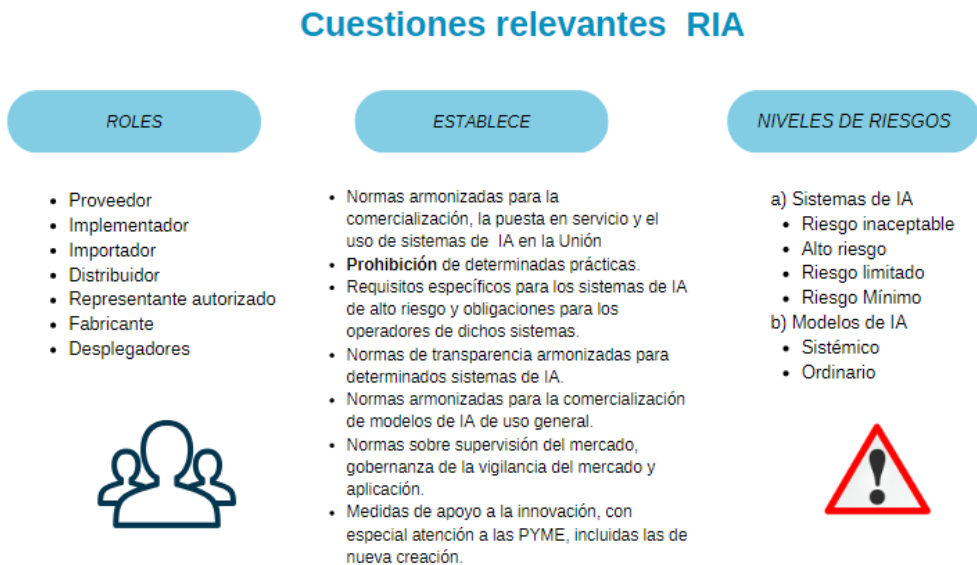 Cuestiones relevantes RIA
ROLES
• Proveedor
• Implementador
• Importador
• Distribuidor
• Representante autorizado
• Fabricante
• Desplegadores
ESTABLECE
• Normas armonizadas para la
comercialización, la puesta en servicio y el
uso de sistemas de IA en la Unión
• Prohibición de determinadas prácticas.
• Requisitos específicos para los sistemas de IA
de alto riesgo y obligaciones para los
operadores de dichos sistemas.
• Normas de transparencia armonizadas para
determinados sistemas de IA.
• Normas armonizadas para la comercialización
de modelos de IA de uso general.
• Normas sobre supervisión del mercado,
gobernanza de la vigilancia del mercado y
aplicación.
• Medidas de apoyo a la innovación, con
especial atención a las PYME, incluidas las de
nueva creación.
NIVELES DE RIESGOS
a) Sistemas de IA
• Riesgo inaceptable
• Alto riesgo
• Riesgo limitado
• Riesgo Mínimo
b) Modelos de IA
• Sistémico
• Ordinario